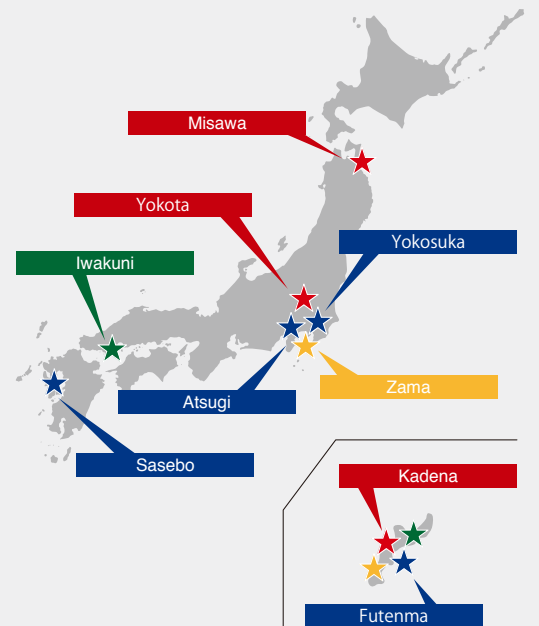 Misawa
Yokota
Yokosuka
Iwakuni
Zama
Atsugi
Sasebo
Kadena
Futenma